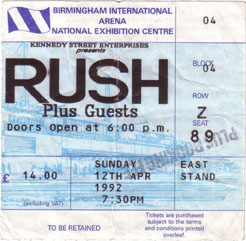 BIRMINGHAM INTERNATIONAL
ARENA
NATIONAL EXHIBITION CENTRE
04
KENNEDY STREET ENTERPRISES
presents
BLOCK
04
RUSH
ROW
Z
Plus Guests
SEAT
89
Doors Open at 6:00 p.m.
SUNDAY
EAST
£ 14.00
12TH APR
STAND
1992
(including VAT)
7:30PM
TO BE RETAINED
Tickets are purchased
subject to the terms
and conditions printed
overleaf.